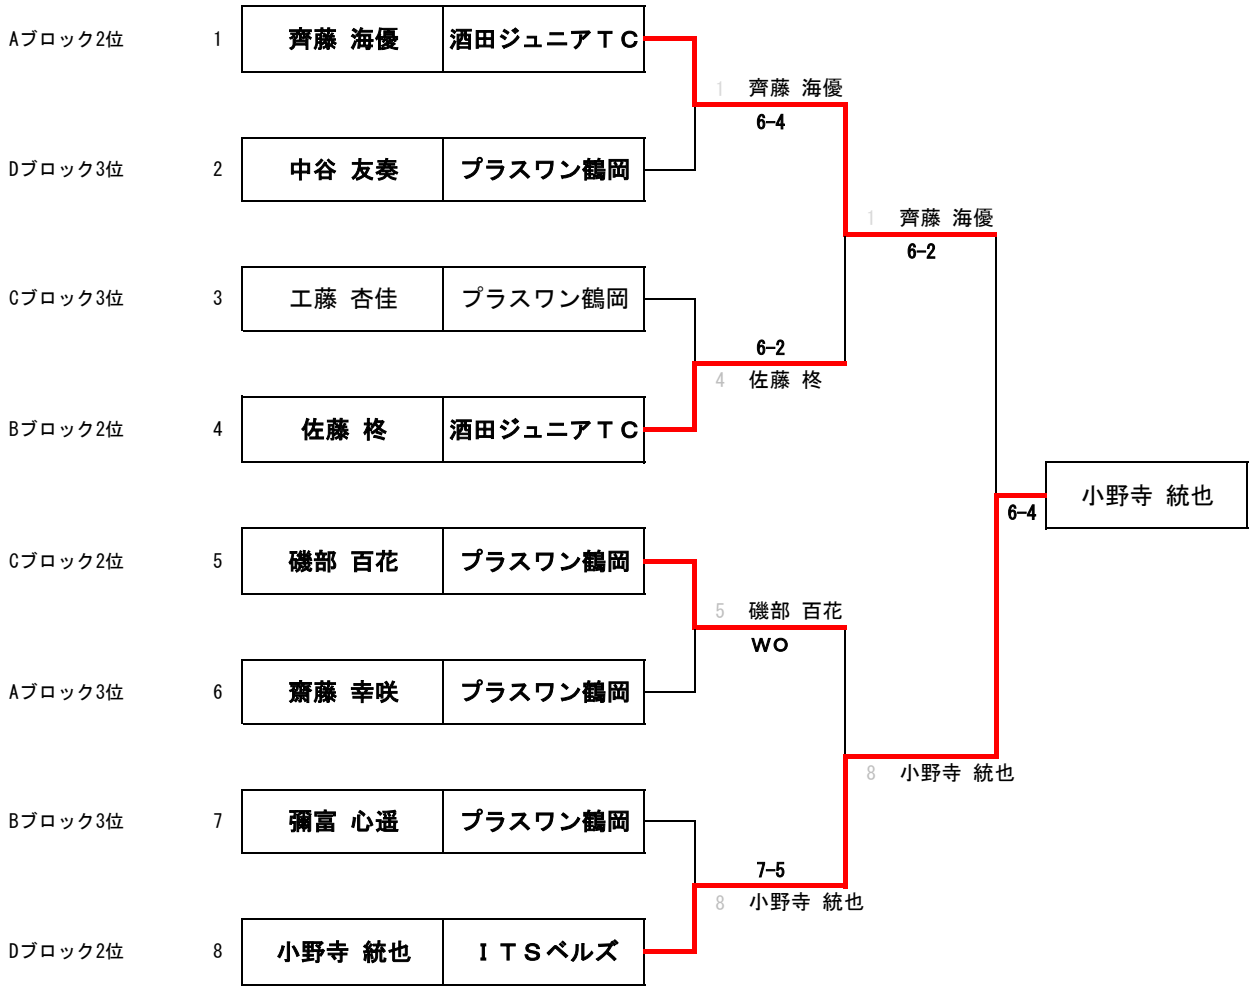 Aブロック2位 1 齊藤 海優 酒田ジュニアＴＣ
1 齊藤 海優
6-4
Dブロック3位 2 中谷 友奏 プラスワン鶴岡
1 齊藤 海優
6-2
Cブロック3位 3 工藤 杏佳 プラスワン鶴岡
6-2
4 佐藤 柊
Bブロック2位 4 佐藤 柊 酒田ジュニアＴＣ
小野寺 統也
6-4
Cブロック2位 5 磯部 百花 プラスワン鶴岡
5 磯部 百花
ＷＯ
Aブロック3位 6 齋藤 幸咲 プラスワン鶴岡
8 小野寺 統也
Bブロック3位 7 彌富 心遥 プラスワン鶴岡
7-5
8 小野寺 統也
Dブロック2位 8 小野寺 統也 ＩＴＳベルズ